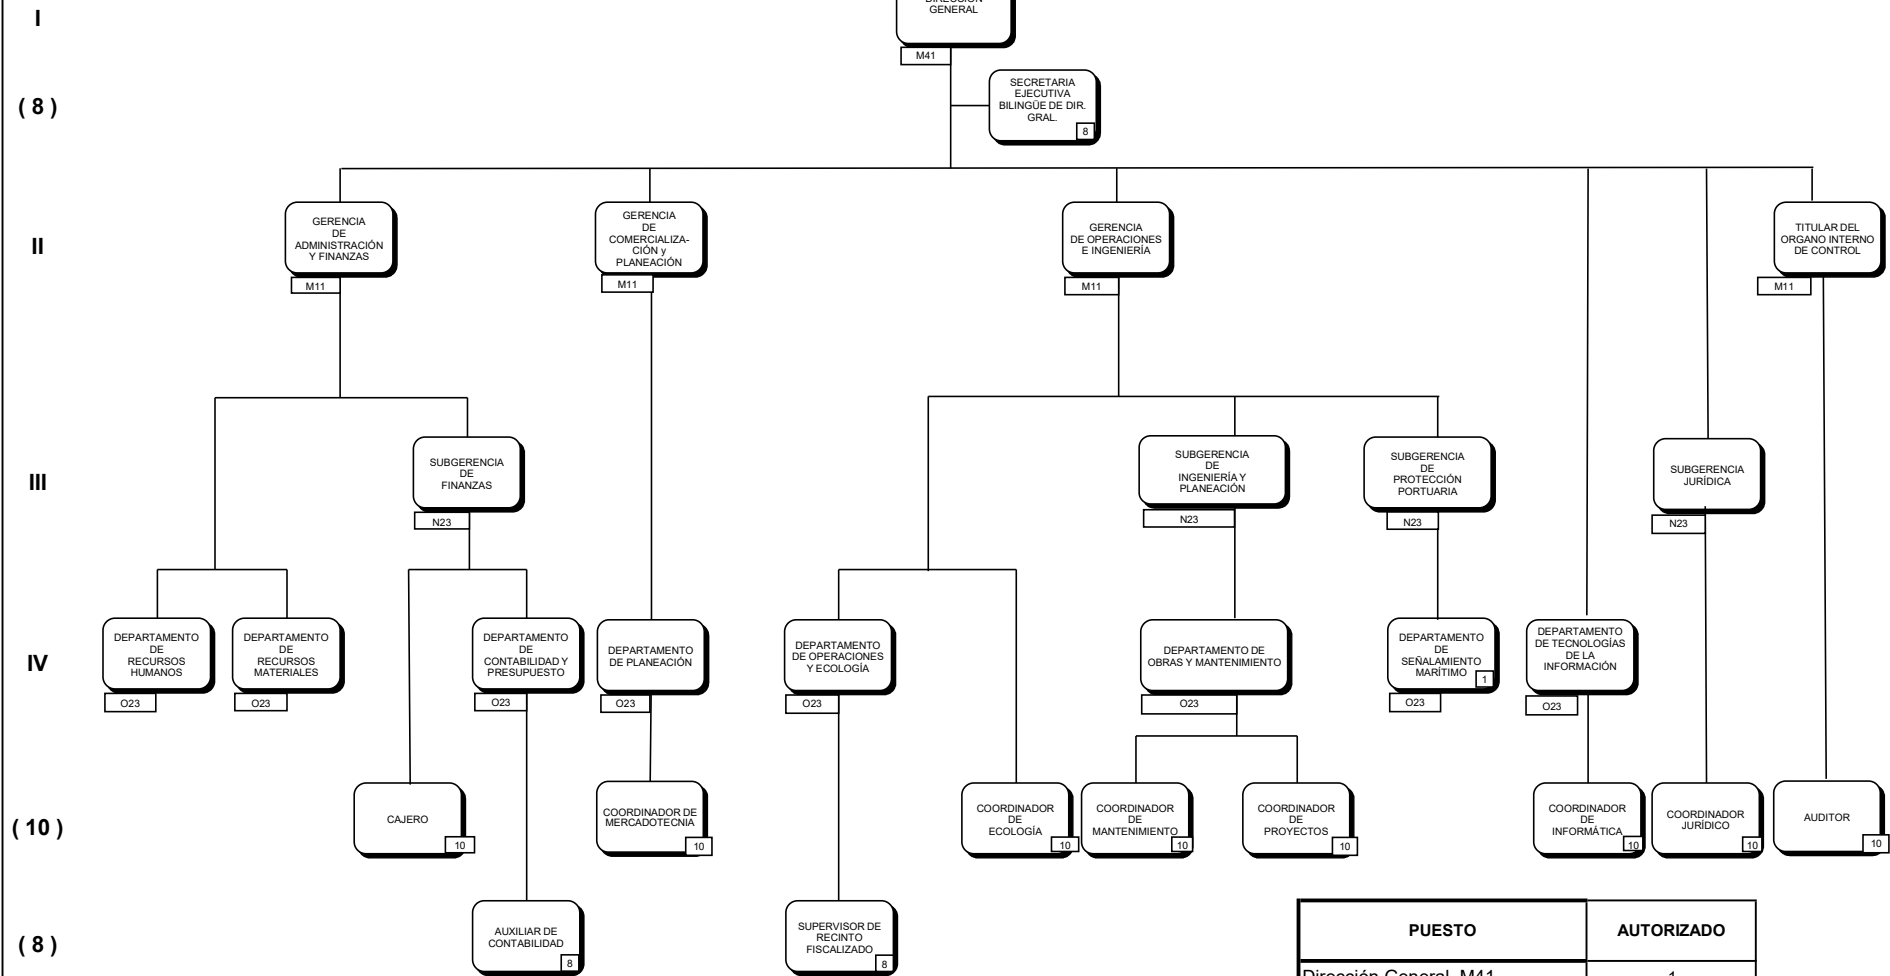 I
GENERAL
M41
( 8 )
SECRETARIA
EJECUTIVA
BILINGÜE DE DIR.
GRAL.
8
II
GERENCIA
DE
ADMINISTRACIÓN
Y FINANZAS
M11
GERENCIA
DE
COMERCIALIZA-
CIÓN y
PLANEACIÓN
M11
GERENCIA
DE OPERACIONES
E INGENIERÍA
M11
TITULAR DEL
ORGANO INTERNO
DE CONTROL
M11
III
SUBGERENCIA
DE
FINANZAS
N23
SUBGERENCIA
DE
INGENIERÍA Y
PLANEACIÓN
N23
SUBGERENCIA
DE
PROTECCIÓN
PORTUARIA
N23
SUBGERENCIA
JURÍDICA
N23
IV
DEPARTAMENTO
DE
RECURSOS
HUMANOS
O23
DEPARTAMENTO
DE
RECURSOS
MATERIALES
O23
DEPARTAMENTO
DE
CONTABILIDAD Y
PRESUPUESTO
O23
DEPARTAMENTO
DE PLANEACIÓN
O23
DEPARTAMENTO
DE OPERACIONES
Y ECOLOGÍA
O23
DEPARTAMENTO DE
OBRAS Y MANTENIMIENTO
O23
DEPARTAMENTO
DE
SEÑALAMIENTO
MARÍTIMO
1
O23
DEPARTAMENTO
DE TECNOLOGÍAS
DE LA
INFORMACIÓN
O23
( 10 )
CAJERO
10
COORDINADOR DE
MERCADOTECNIA
10
COORDINADOR
DE
ECOLOGÍA
10
COORDINADOR
DE
MANTENIMIENTO
10
COORDINADOR
DE
PROYECTOS
10
COORDINADOR
DE
INFORMÁTICA
10
COORDINADOR
JURÍDICO
10
AUDITOR
10
( 8 )
AUXILIAR DE
CONTABILIDAD
8
SUPERVISOR DE
RECINTO
FISCALIZADO
8
PUESTO AUTORIZADO
Dirección General M41 1